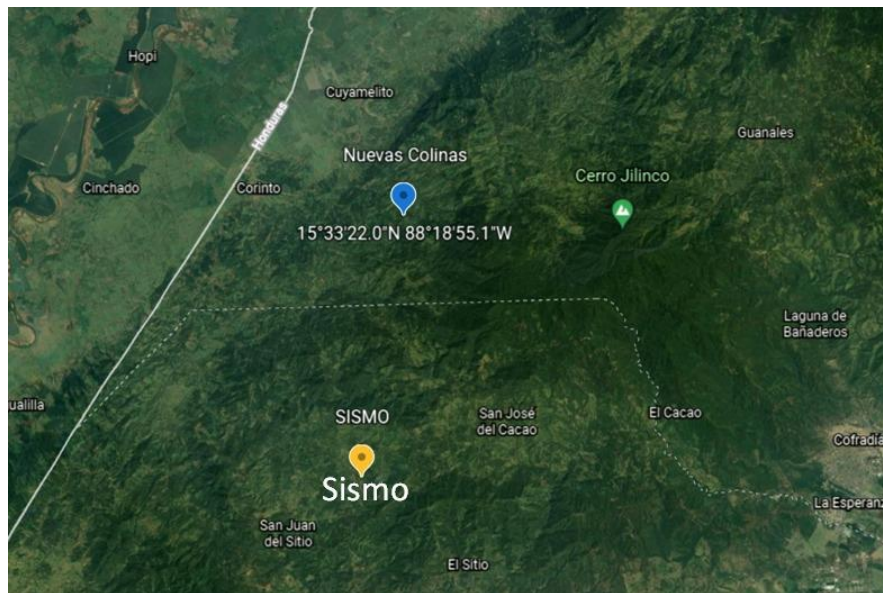 Hopi
Cuyamelito
Honduras
Guanales
Nuevas Colinas
Cinchado
Corinto
Cerro Jilinco
15°33'22.0"N 88°18'55.1"W
Laguna de
Bañaderos
ualilla
SISMO
San José
del Cacao
El Cacao
Cofradía
Sismo
La Esperanz
San Juan
del Sitio
El Sitio